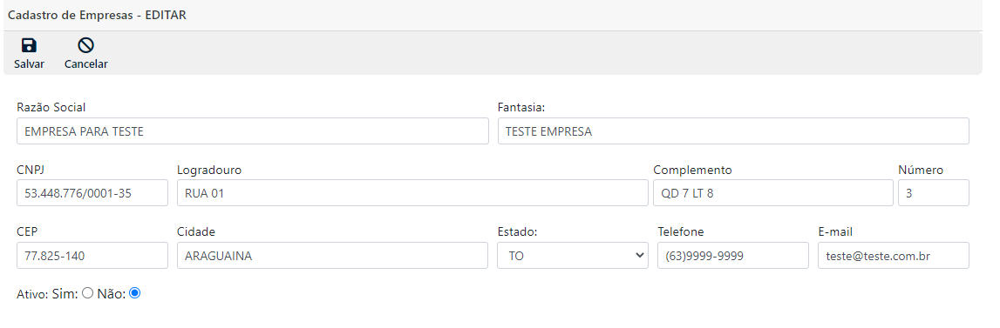 Cadastro de Empresas - EDITAR
Salvar Cancelar
Razão Social Fantasia:
EMPRESA PARA TESTE TESTE EMPRESA
CNPJ Logradouro Complemento Número
53.448.776/0001-35 RUA 01 QD 7 LT 8 3
CEP Cidade Estado: Telefone E-mail
77.825-140 ARAGUAINA TO (63)9999-9999 teste@teste.com.br
Ativo: Sim: Não: